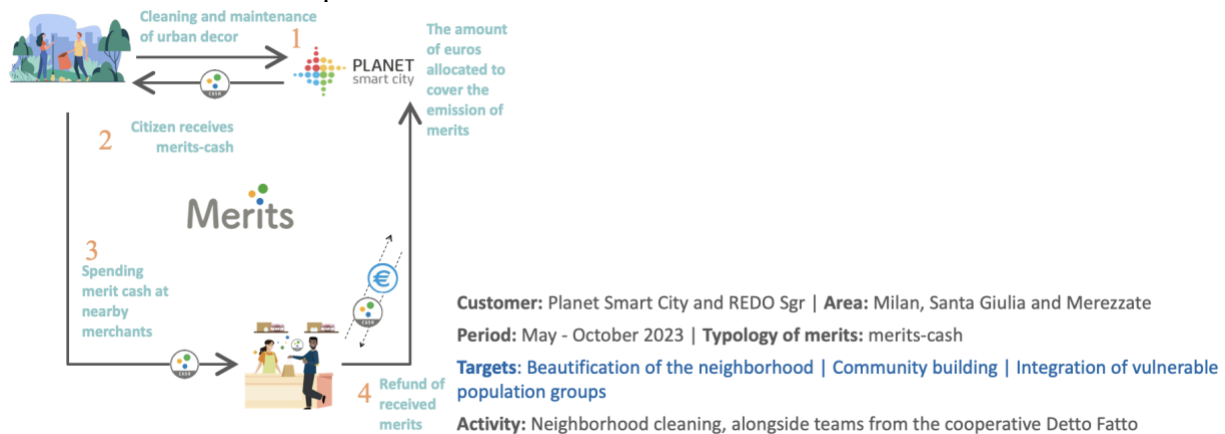 Cleaning and maintenance
of urban decor
1
PLANET
smart city
The amount
of euros
allocated to
cover the
emission of
merits
CASH
2
Citizen receives
merits-cash
Merits
3
Spending
merit cash at
nearby
merchants
€
CASH
CASH
4
Refund of
received
merits
Customer: Planet Smart City and REDO Sgr | Area: Milan, Santa Giulia and Merezzate
Period: May - October 2023 | Typology of merits: merits-cash
Targets: Beautification of the neighborhood | Community building | Integration of vulnerable
population groups
Activity: Neighborhood cleaning, alongside teams from the cooperative Detto Fatto